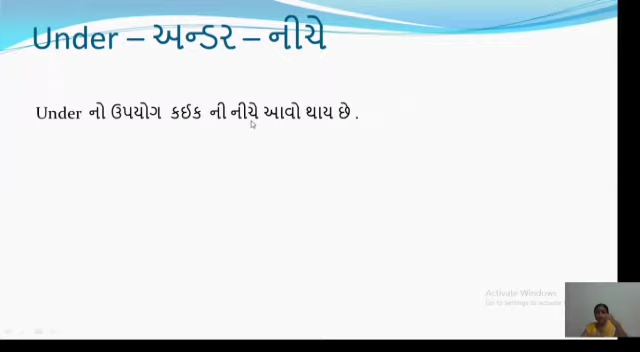 Under – અન્ડર – નીચે
Under નો ઉપયોગ કઈક ની નીચે આવો થાય છે .
Activate Windows
Go to Settings to activate